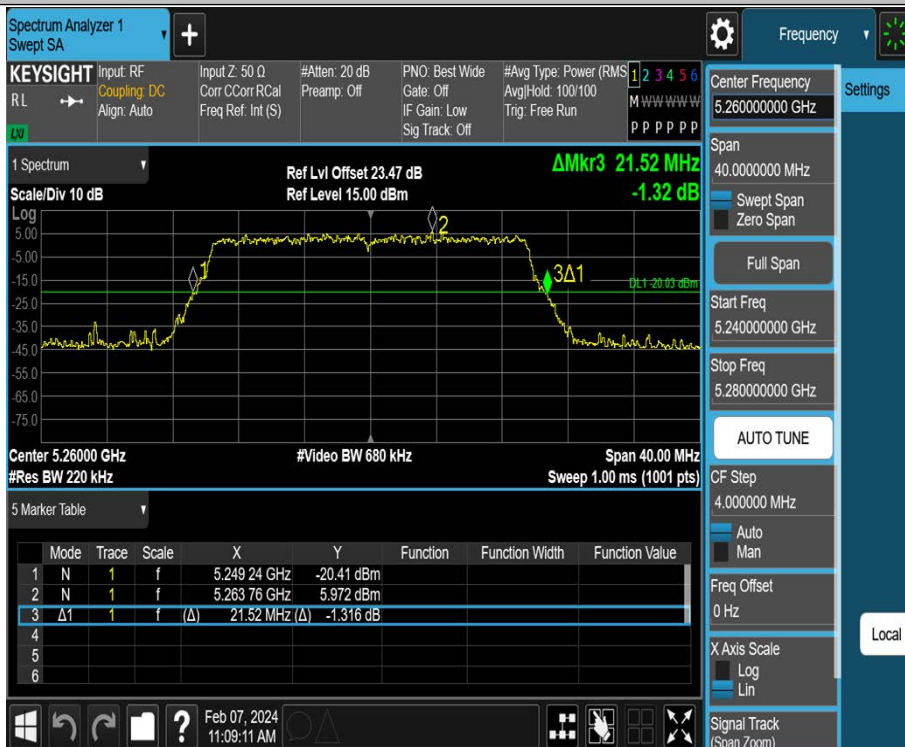 Spectrum Analyzer 1
Swept SA
+
Frequency
KEYSIGHT Input: RF Input Z: 50 Ω #Atten: 20 dB PNO: Best Wide #Avg Type: Power (RMS 1 2 3 4 5 6
RL Coupling: DC Corr CCorr RCal Preamp: Off Gate: Off Avg|Hold: 100/100 M W W W W W
Align: Auto Freq Ref: Int (S) IF Gain: Low Trig: Free Run
LXI Sig Track: Off P P P P P P
1 Spectrum
Ref Lvl Offset 23.47 dB ΔMkr3 21.52 MHz
Scale/Div 10 dB Ref Level 15.00 dBm -1.32 dB
Log
5.00
-5.00
-15.0
-25.0
-35.0
-45.0
-55.0
-65.0
-75.0
1
2
3Δ1
DL1 -20.03 dBm
Center 5.26000 GHz #Video BW 680 kHz Span 40.00 MHz
#Res BW 220 kHz Sweep 1.00 ms (1001 pts)
5 Marker Table
Mode Trace Scale X Y Function Function Width Function Value
1 N 1 f 5.249 24 GHz -20.41 dBm
2 N 1 f 5.263 76 GHz 5.972 dBm
3 Δ1 1 f (Δ) 21.52 MHz (Δ) -1.316 dB
4
5
6
?
Feb 07, 2024
11:09:11 AM
Center Frequency
5.260000000 GHz
Span
40.0000000 MHz
Swept Span
Zero Span
Full Span
Start Freq
5.240000000 GHz
Stop Freq
5.280000000 GHz
AUTO TUNE
CF Step
4.000000 MHz
Auto
Man
Freq Offset
0 Hz
X Axis Scale
Log
Lin
Signal Track
(Span Zoom)
Settings
Local